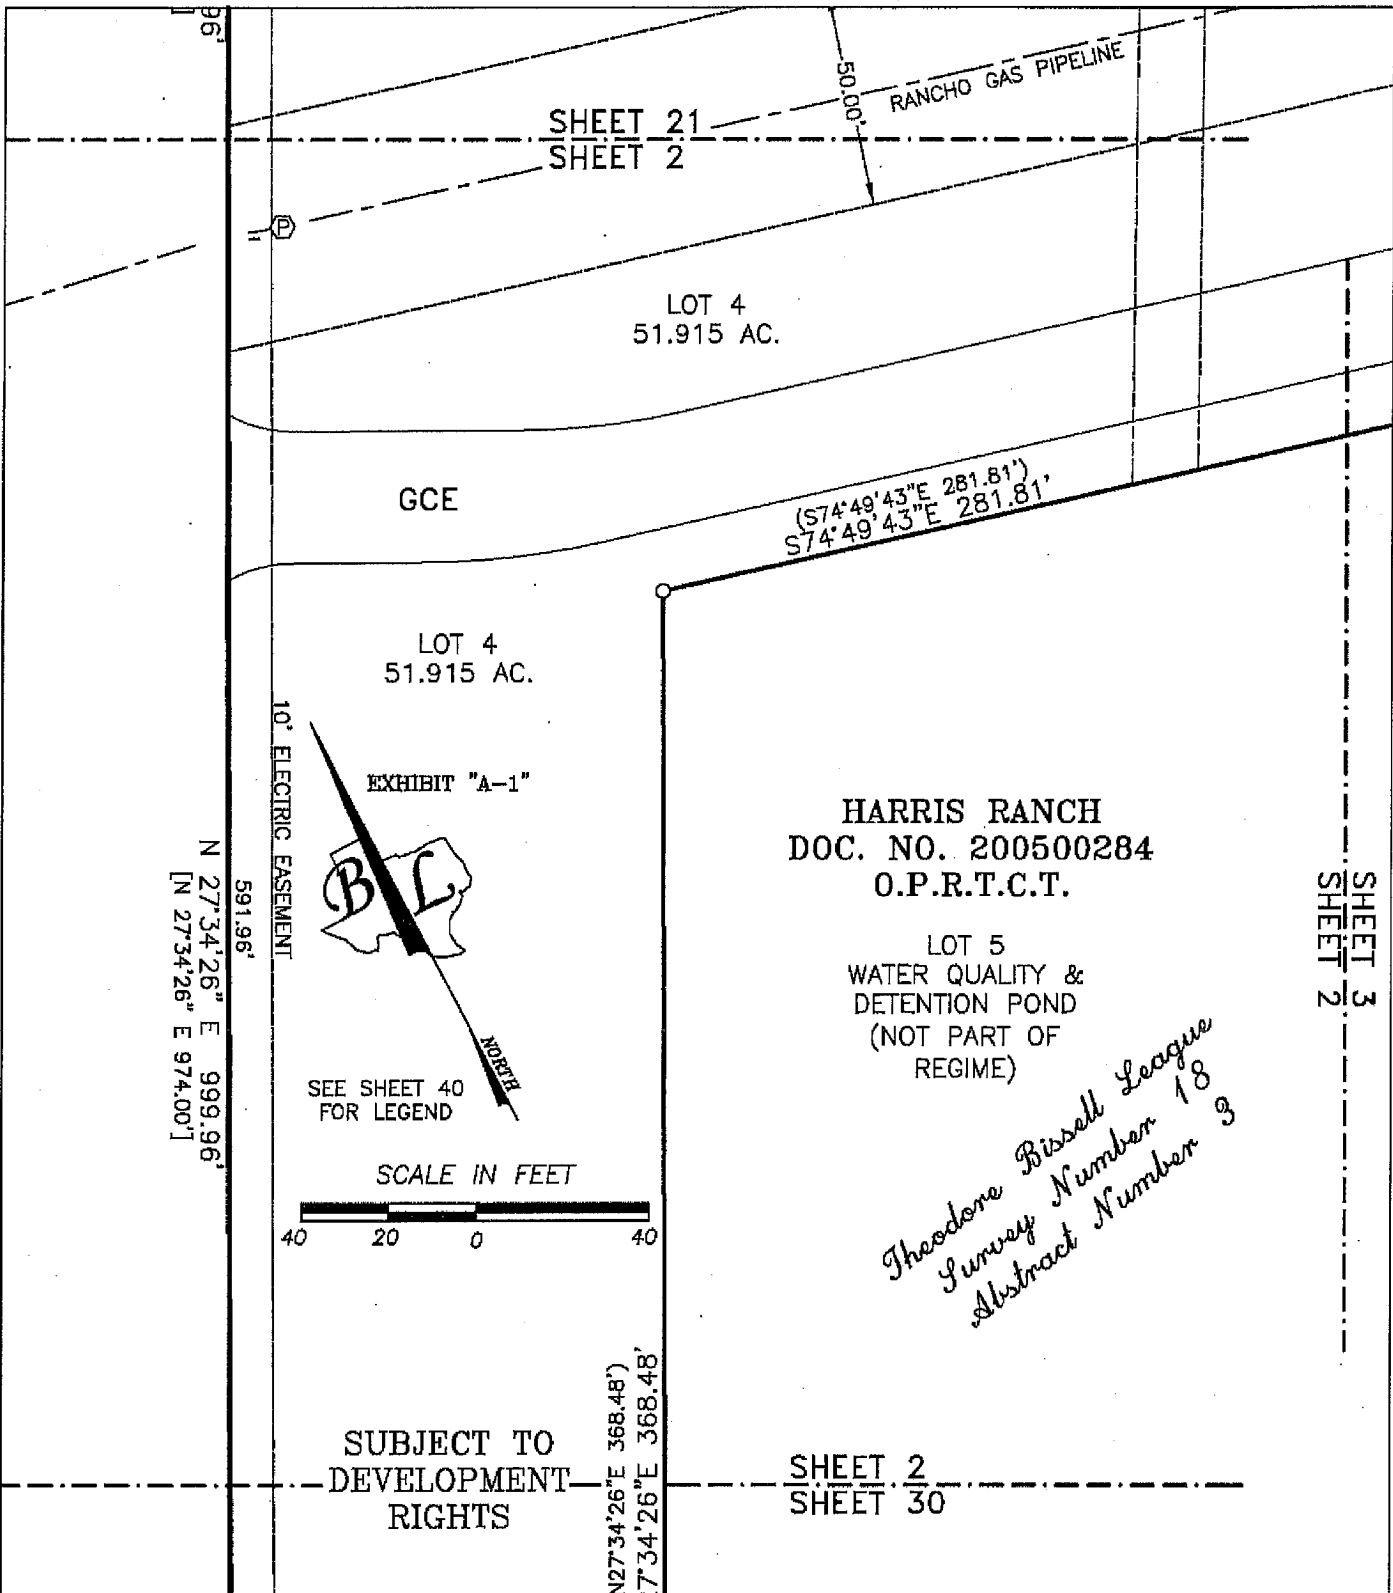 96'
]
50.00'
RANCHO GAS PIPELINE
SHEET 21
SHEET 2
P
LOT 4
51.915 AC.
GCE
(S74°49'43"E 281.81')
S74°49'43"E 281.81'
LOT 4
51.915 AC.
10' ELECTRIC EASEMENT
EXHIBIT "A-1"
B L
NORTH
591.96'
N 27°34'26" E 999.96'
[N 27°34'26" E 974.00']
SEE SHEET 40
FOR LEGEND
SCALE IN FEET
40 20 0 40
HARRIS RANCH
DOC. NO. 200500284
O.P.R.T.C.T.
LOT 5
WATER QUALITY &
DETENTION POND
(NOT PART OF
REGIME)
SHEET 3
SHEET 2
Theodore Bissell League
Survey Number 18
Abstract Number 3
SUBJECT TO
DEVELOPMENT
RIGHTS
N27°34'26"E 368.48')
7°34'26"E 368.48'
SHEET 2
SHEET 30